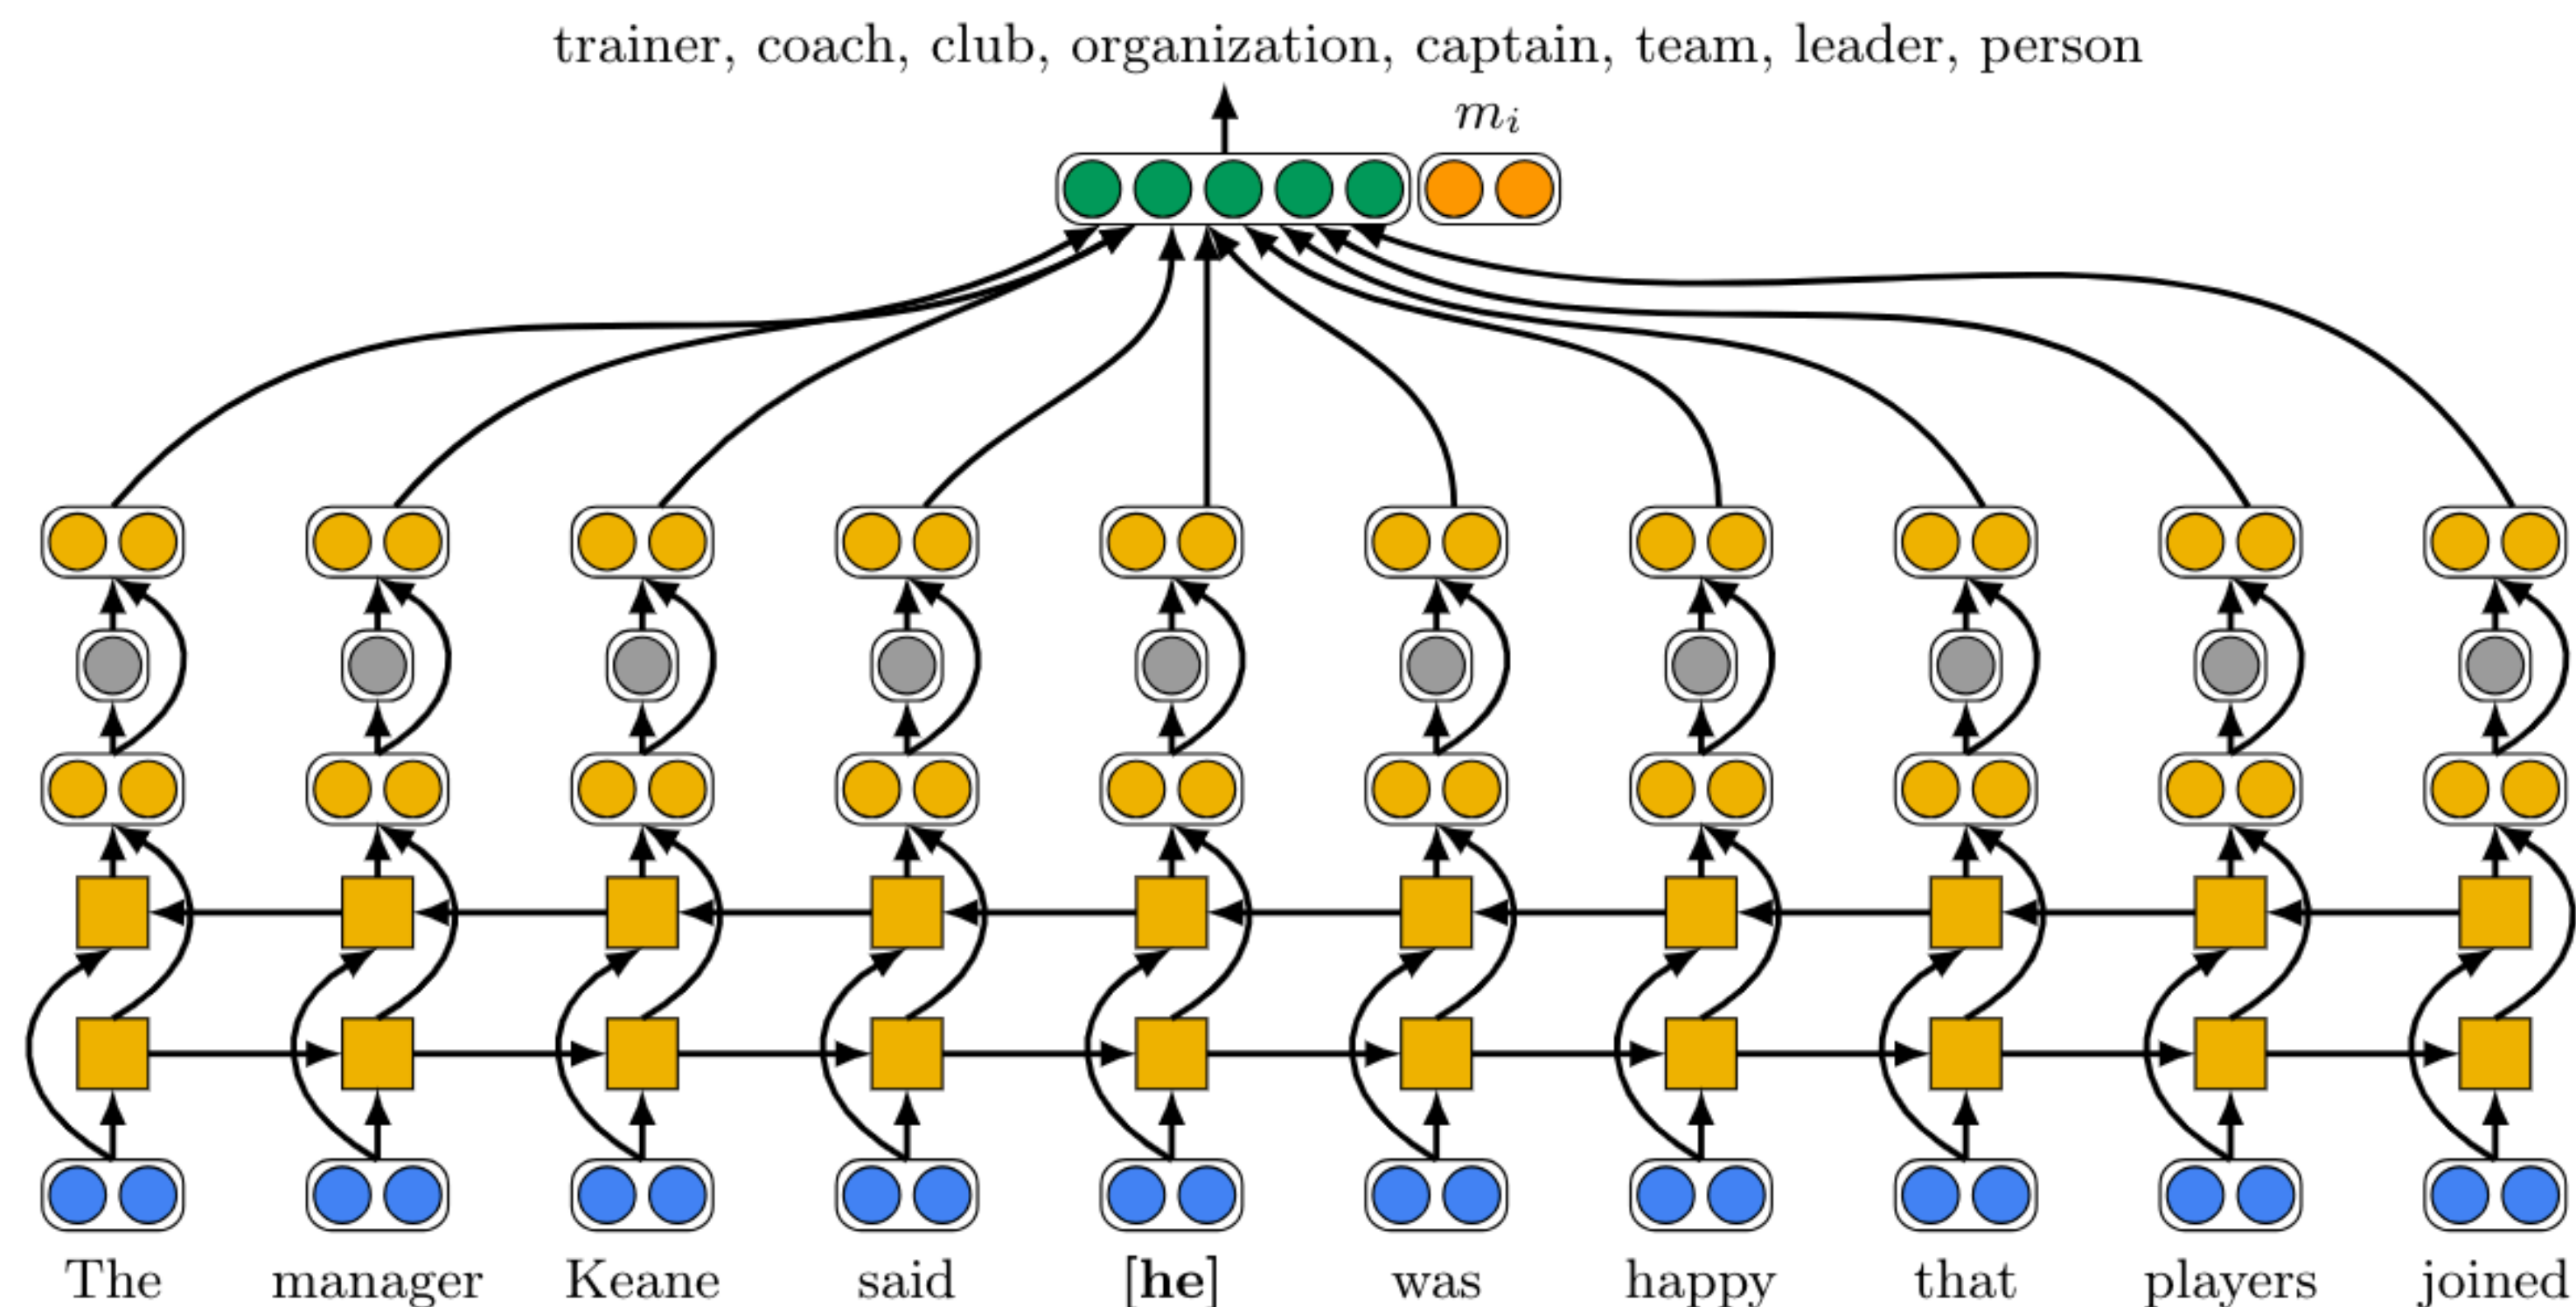 trainer, coach, club, organization, captain, team, leader, person
m_i
The manager Keane said [he] was happy that players joined